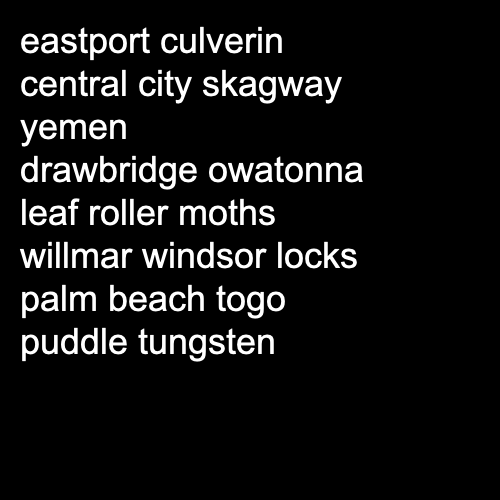 eastport culverin
central city skagway
yemen
drawbridge owatonna
leaf roller moths
willmar windsor locks
palm beach togo
puddle tungsten